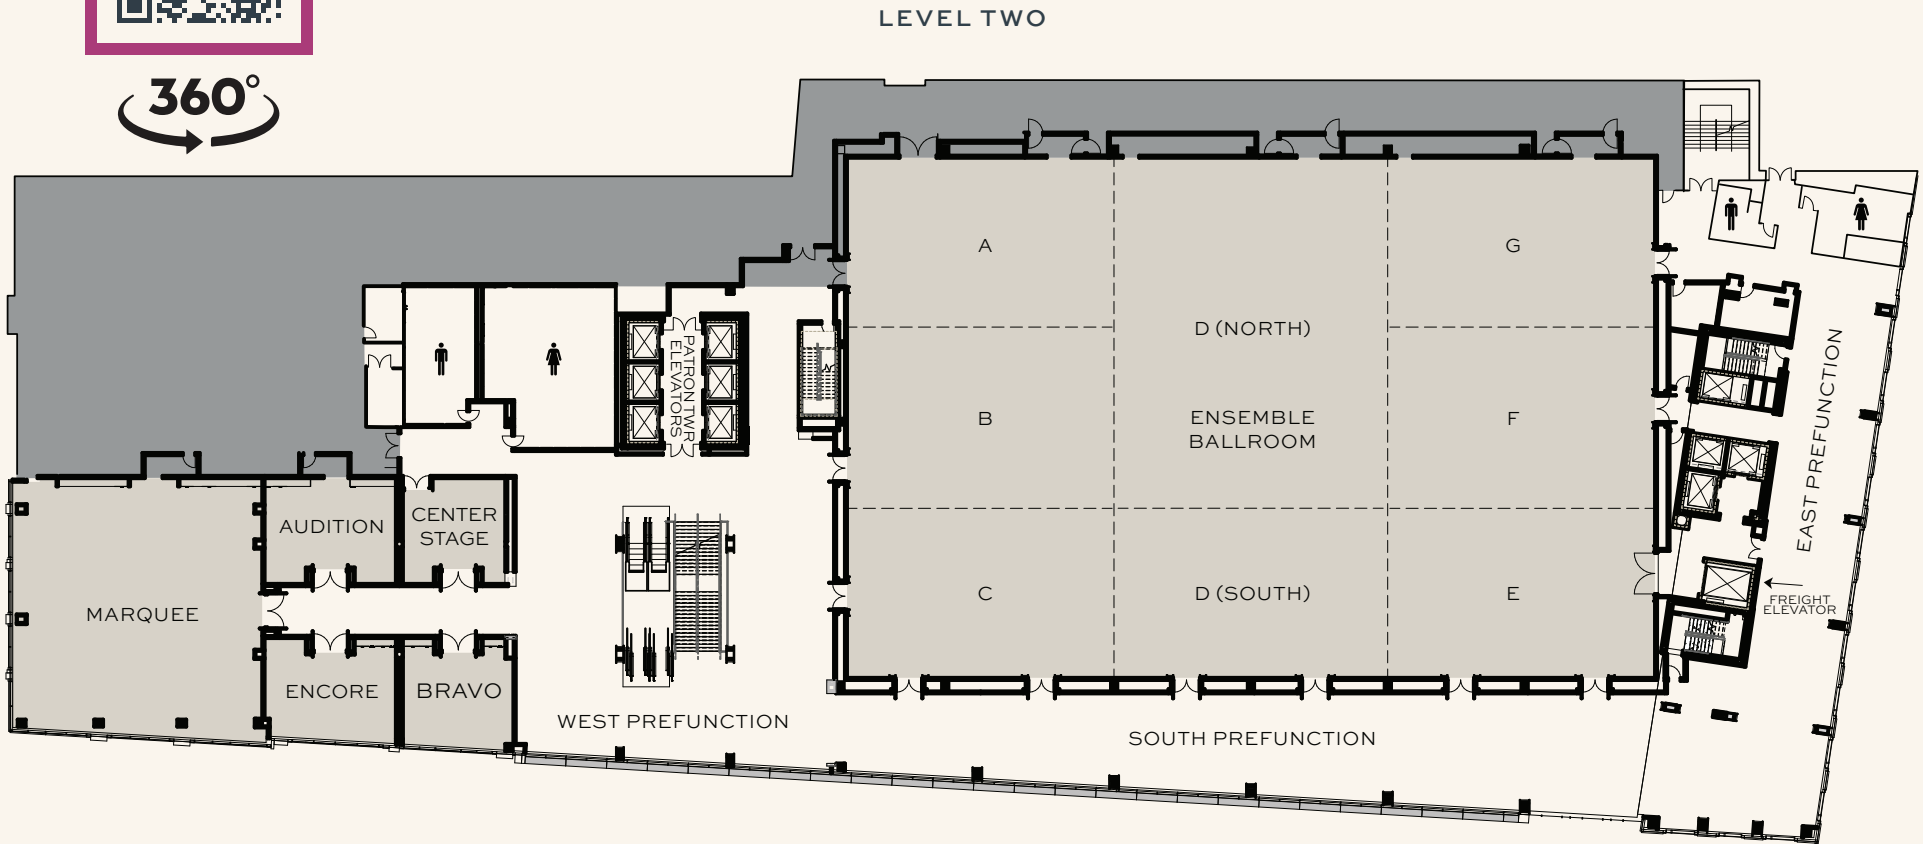 LEVEL TWO
360°
A
G
D (NORTH)
PATRON TWR
ELEVATORS
B
ENSEMBLE
BALLROOM
F
EAST PREFUNCTION
AUDITION
CENTER
STAGE
MARQUEE
C
D (SOUTH)
E
FREIGHT
ELEVATOR
ENCORE
BRAVO
WEST PREFUNCTION
SOUTH PREFUNCTION